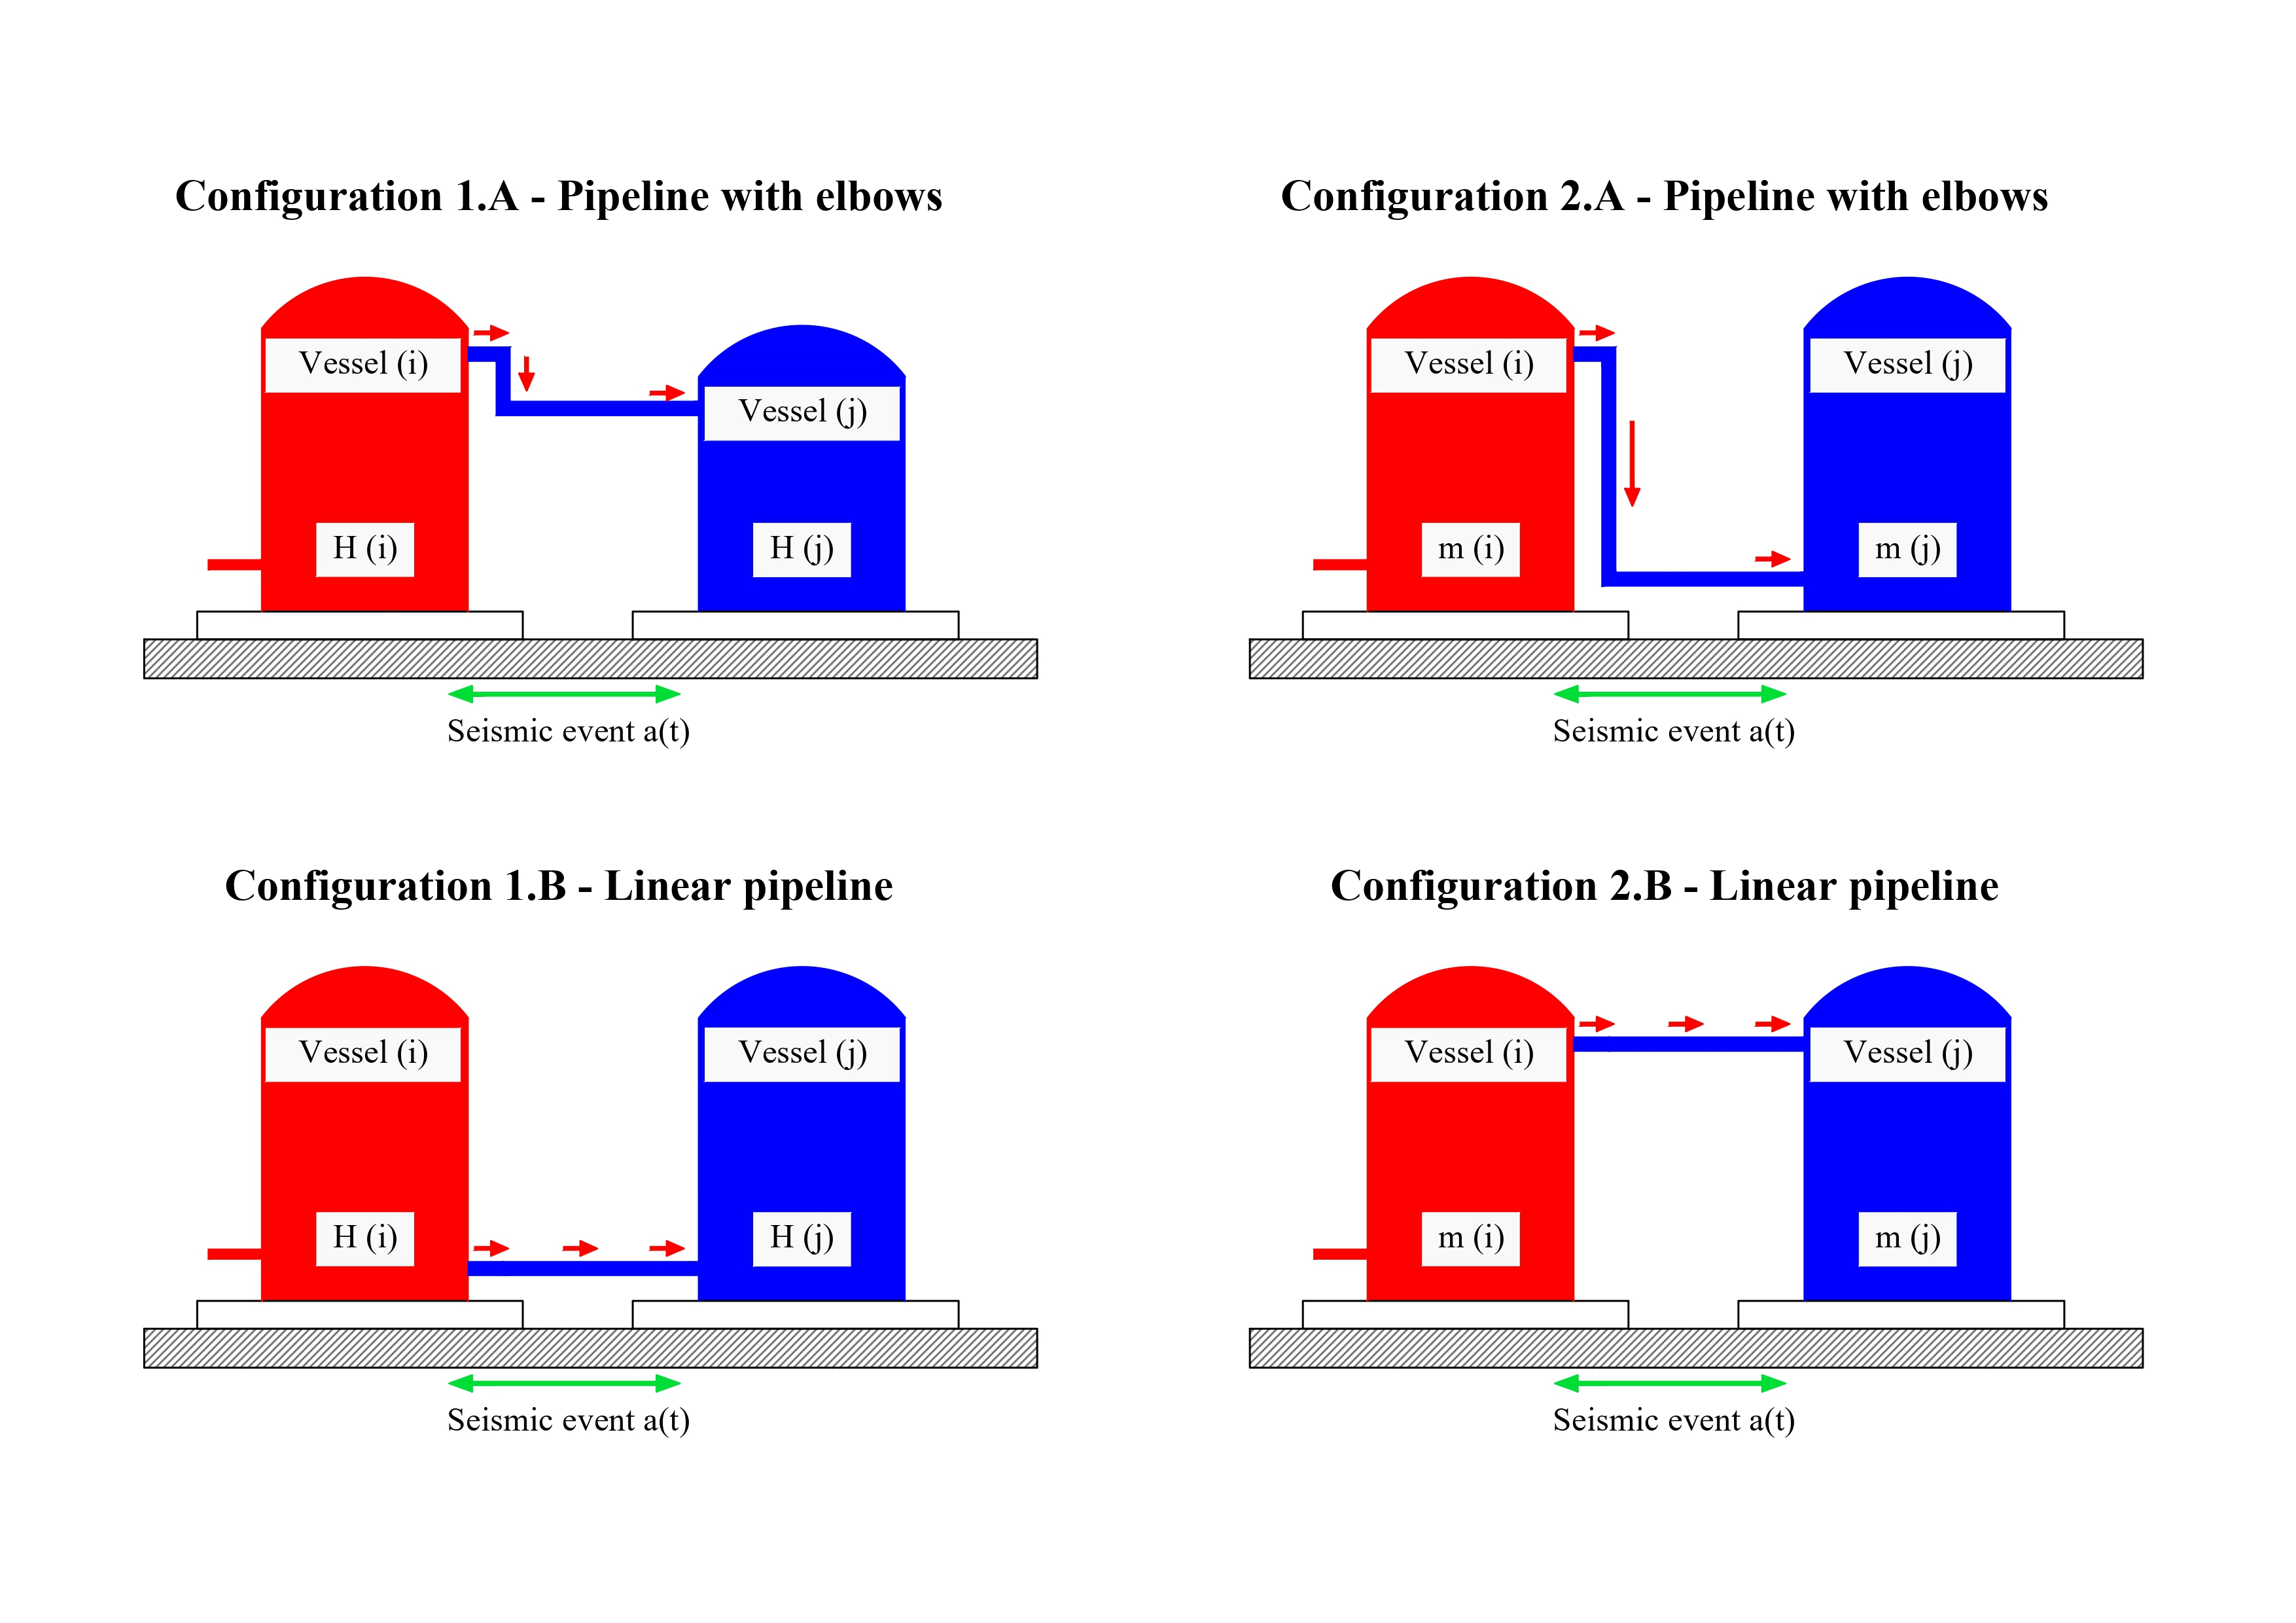 Configuration 1.A - Pipeline with elbows
Vessel (i)
Vessel (j)
H (i)
H (j)
Seismic event a(t)
Configuration 2.A - Pipeline with elbows
Vessel (i)
Vessel (j)
m (i)
m (j)
Seismic event a(t)
Configuration 1.B - Linear pipeline
Vessel (i)
Vessel (j)
H (i)
H (j)
Seismic event a(t)
Configuration 2.B - Linear pipeline
Vessel (i)
Vessel (j)
m (i)
m (j)
Seismic event a(t)